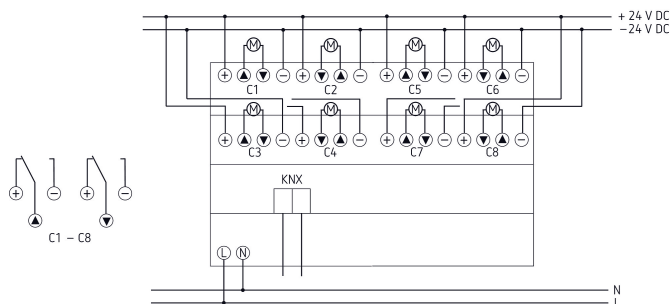 + 24 V DC
−24 V DC
M M M M
+ − + − + − + −
C1 C2 C5 C6
M M M M
+ − + − + − + −
C3 C4 C7 C8
KNX
+ − + −
C1 − C8
L N
N
L